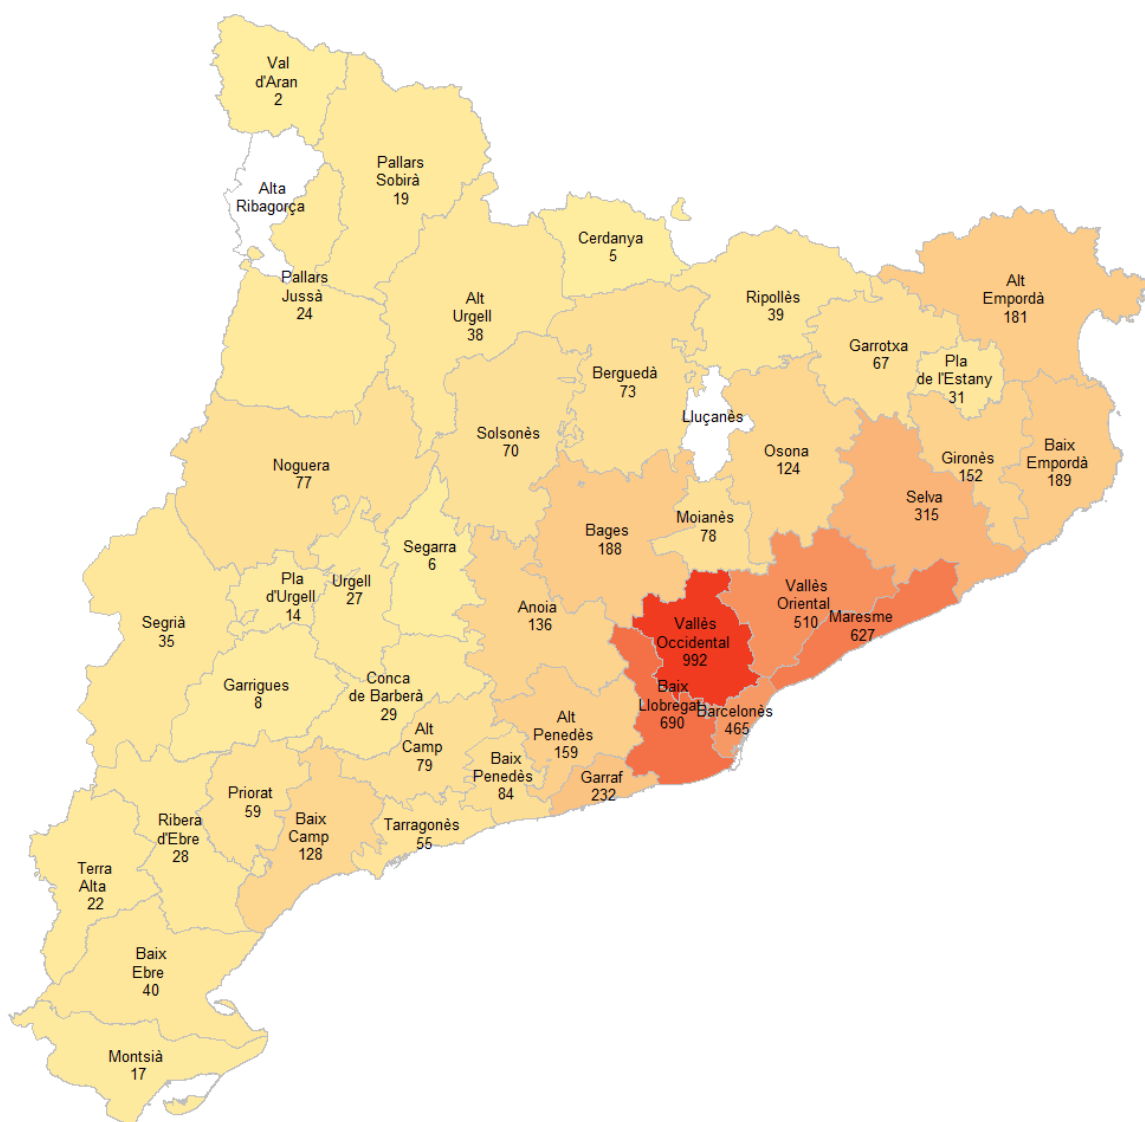 Val
d'Aran
2
Alta
Ribagorça
Pallars
Sobirà
19
Cerdanya
5
Pallars
Jussà
24
Alt
Urgell
38
Ripollès
39
Alt
Empordà
181
Garrotxa
67
Pla
de l'Estany
31
Berguedà
73
Lluçanès
Solsonès
70
Osona
124
Gironès
152
Baix
Empordà
189
Noguera
77
Selva
315
Bages
188
Moianès
78
Segarra
6
Pla
d'Urgell
14
Urgell
27
Anoia
136
Vallès
Oriental
510
Maresme
627
Segrià
35
Vallès
Occidental
992
Garrigues
8
Conca
de Barberà
29
Baix
Llobregat
690
Barcelonès
465
Alt
Camp
79
Alt
Penedès
159
Baix
Penedès
84
Garraf
232
Priorat
59
Ribera
d'Ebre
28
Baix
Camp
128
Tarragonès
55
Terra
Alta
22
Baix
Ebre
40
Montsià
17